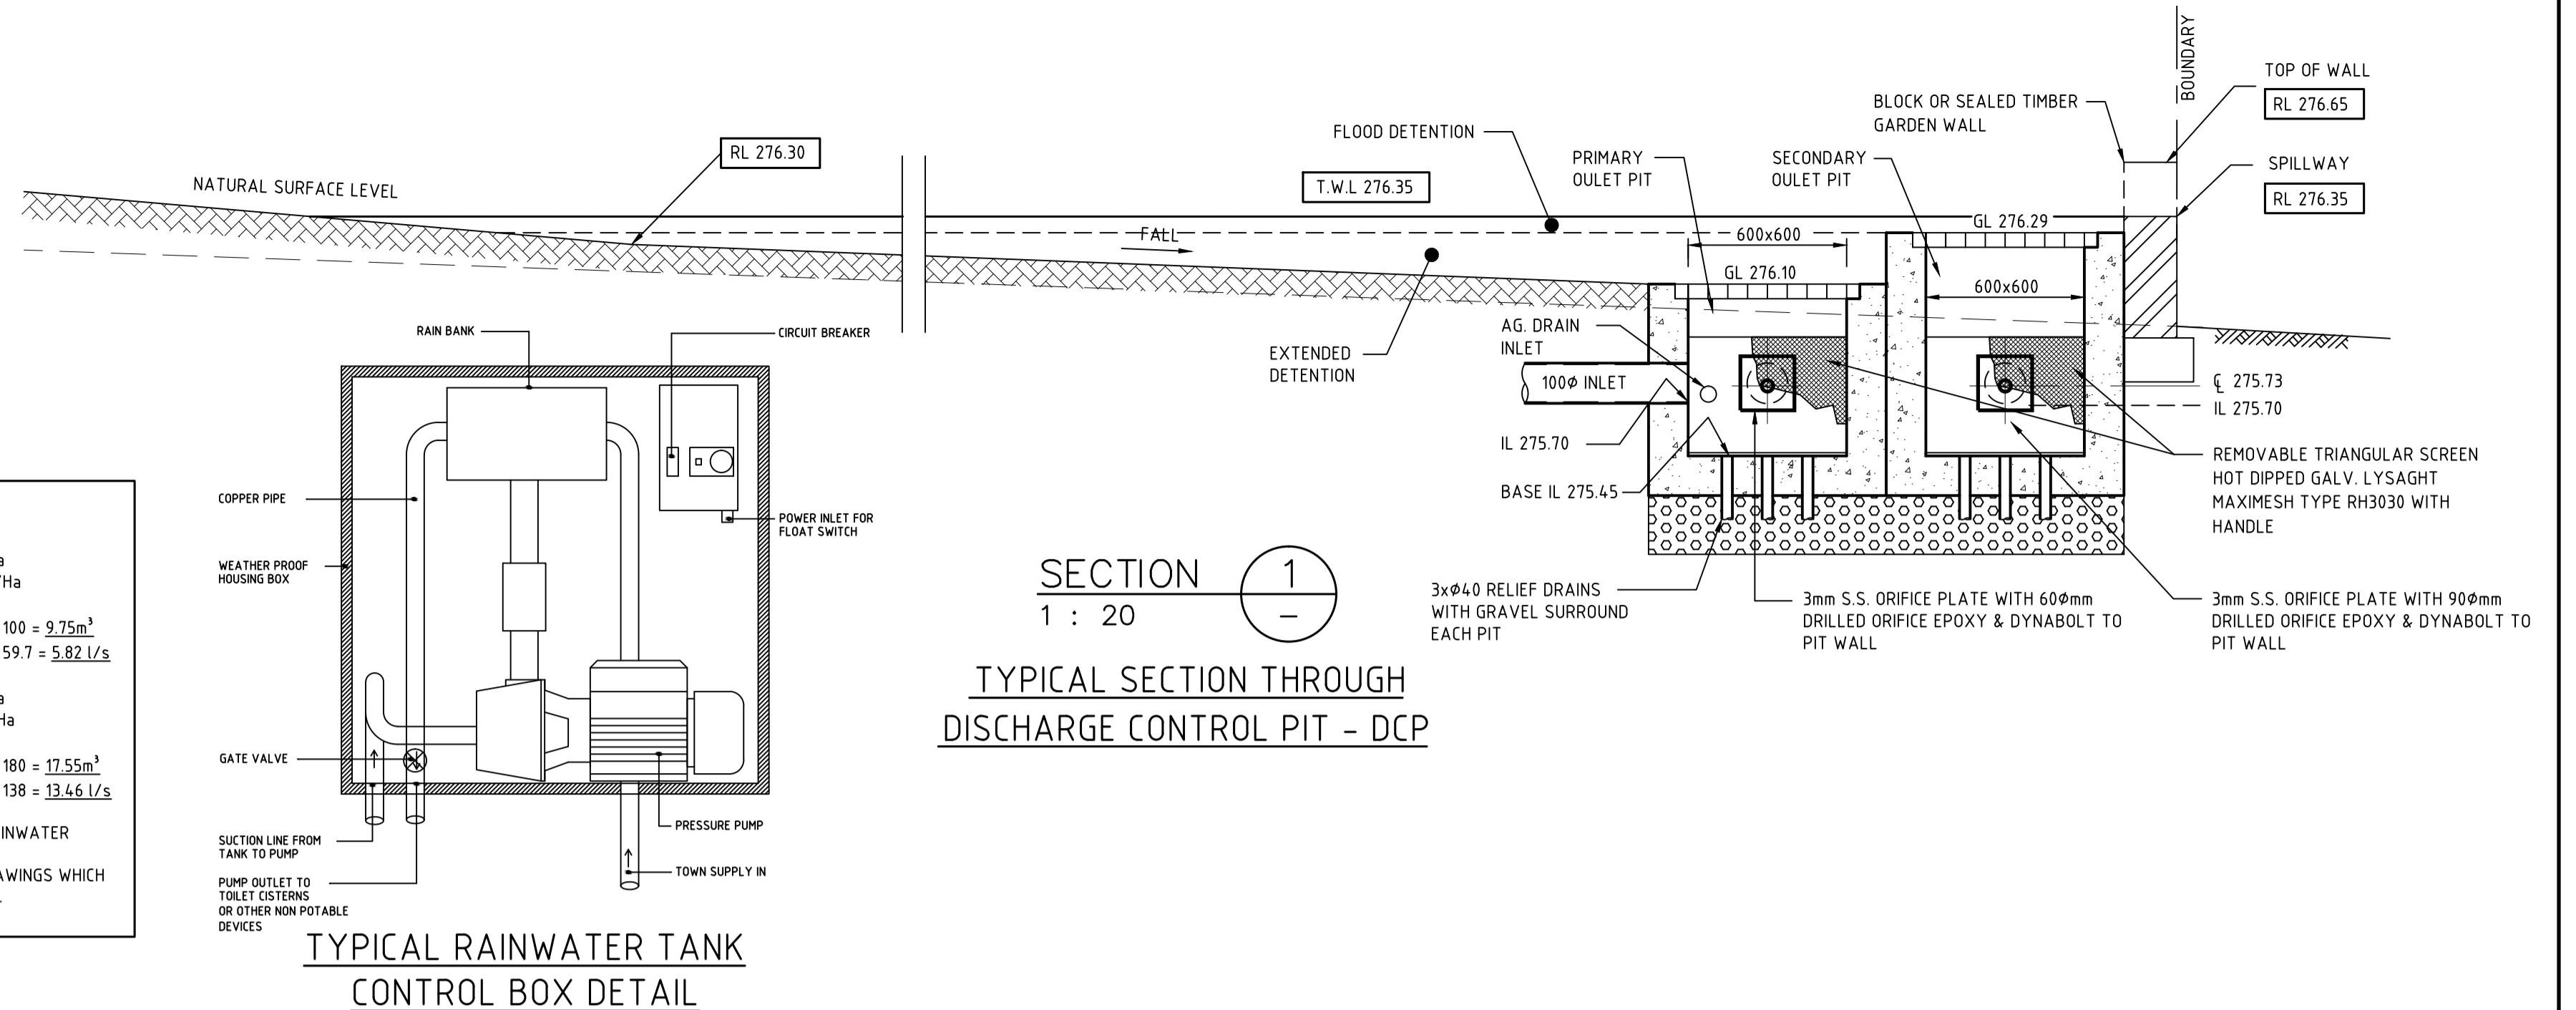 BOUNDARY
TOP OF WALL
RL 276.65
BLOCK OR SEALED TIMBER
GARDEN WALL
SPILLWAY
RL 276.35
FLOOD DETENTION
PRIMARY
OULET PIT
SECONDARY
OULET PIT
RL 276.30
T.W.L 276.35
NATURAL SURFACE LEVEL
FALL
GL 276.29
600x600
GL 276.10
600x600
AG. DRAIN
INLET
EXTENDED
DETENTION
100Ø INLET
℄ 275.73
IL 275.70
IL 275.70
BASE IL 275.45
REMOVABLE TRIANGULAR SCREEN
HOT DIPPED GALV. LYSAGHT
MAXIMESH TYPE RH3030 WITH
HANDLE
3xØ40 RELIEF DRAINS
WITH GRAVEL SURROUND
EACH PIT
3mm S.S. ORIFICE PLATE WITH 60Ømm
DRILLED ORIFICE EPOXY & DYNABOLT TO
PIT WALL
3mm S.S. ORIFICE PLATE WITH 90Ømm
DRILLED ORIFICE EPOXY & DYNABOLT TO
PIT WALL
SECTION
1 : 20
1
–
TYPICAL SECTION THROUGH
DISCHARGE CONTROL PIT – DCP
RAIN BANK
CIRCUIT BREAKER
COPPER PIPE
POWER INLET FOR
FLOAT SWITCH
WEATHER PROOF
HOUSING BOX
GATE VALVE
PRESSURE PUMP
SUCTION LINE FROM
TANK TO PUMP
TOWN SUPPLY IN
PUMP OUTLET TO
TOILET CISTERNS
OR OTHER NON POTABLE
DEVICES
TYPICAL RAINWATER TANK
CONTROL BOX DETAIL
/Ha
100 = 9.75m³
59.7 = 5.82 l/s
Ha
180 = 17.55m³
138 = 13.46 l/s
INWATER
AWINGS WHICH